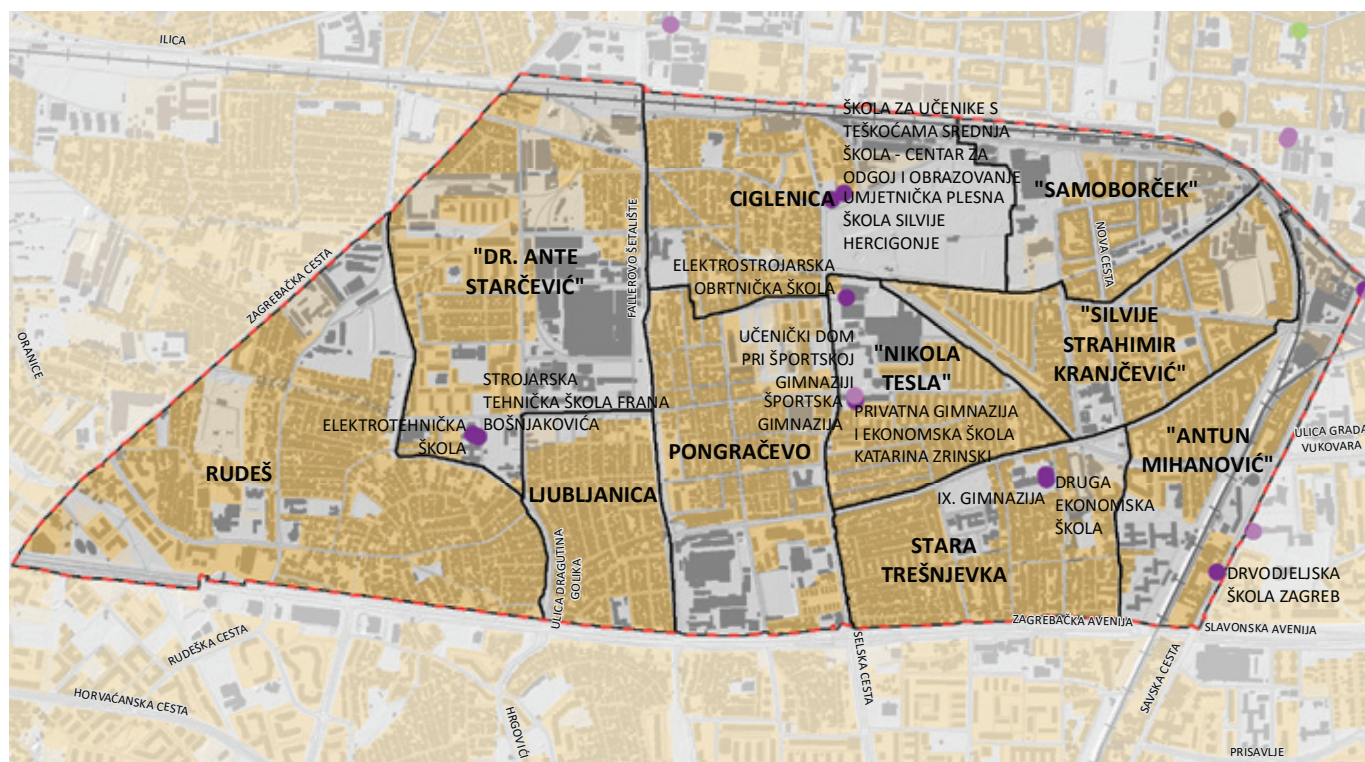 ILICA
ŠKOLA ZA UČENIKE S
TEŠKOĆAMA SREDNJA
ŠKOLA - CENTAR ZA
ODGOJ I OBRAZOVANJE
UMJETNIČKA PLESNA
ŠKOLA SILVIJE
HERCIGONJE
CIGLENICA
"SAMOBORČEK"
NOVA CESTA
"DR. ANTE
STARČEVIĆ"
FALLEROVO ŠETALIŠTE
ZAGREBAČKA CESTA
ORANICE
ELEKTROSTROJARSKA
OBRTNIČKA ŠKOLA
"SILVIJE
STRAHIMIR
KRANJČEVIĆ"
UČENIČKI DOM
PRI ŠPORTSKOJ
GIMNAZIJI
ŠPORTSKA
GIMNAZIJA
"NIKOLA
TESLA"
PRIVATNA GIMNAZIJA
I EKONOMSKA ŠKOLA
KATARINA ZRINSKI
STROJARSKA
TEHNIČKA ŠKOLA FRANA
BOŠNJAKOVIĆA
ELEKTROTEHNIČKA
ŠKOLA
RUDEŠ
LJUBLJANICA
PONGRAČEVO
"ANTUN
MIHANOVIĆ"
ULICA GRADA
VUKOVARA
IX. GIMNAZIJA
DRUGA
EKONOMSKA
ŠKOLA
STARA
TREŠNJEVKA
DRVODJELJSKA
ŠKOLA ZAGREB
ULICA DRAGUTINA
GOLIKA
ZAGREBAČKA AVENIJA
SLAVONSKA AVENIJA
RUDEŠKA CESTA
HORVAĆANSKA CESTA
HRGOVIĆI
SELSKA CESTA
SAVSKA CESTA
PRISAVLJE